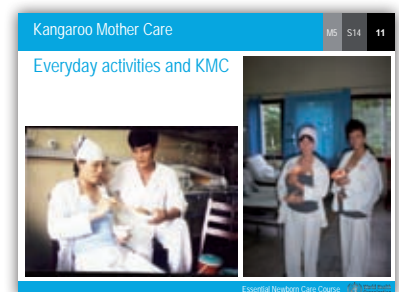 Kangaroo Mother Care
M5 S14 11
Everyday activities and KMC
Essential Newborn Care Course